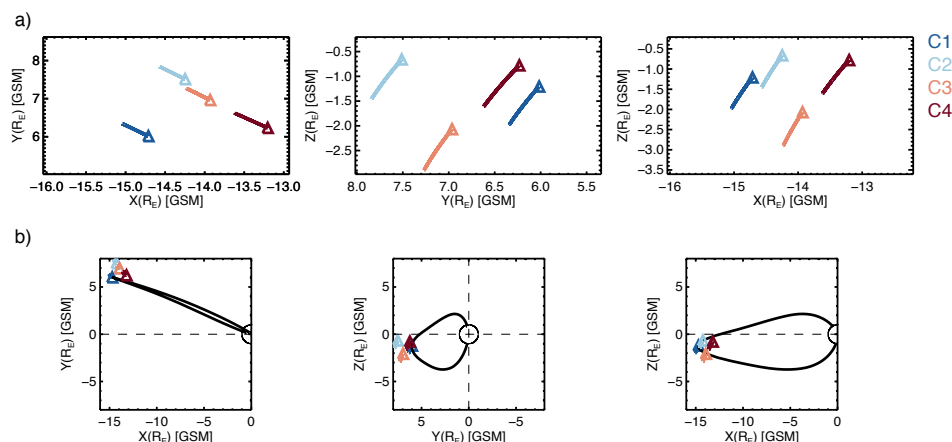 a)
8
7
6
Y(R_E) [GSM]
−16.0 −15.5 −15.0 −14.5 −14.0 −13.5 −13.0
X(R_E) [GSM]
−0.5
−1.0
−1.5
−2.0
−2.5
Z(R_E) [GSM]
8.0 7.5 7.0 6.5 6.0 5.5
Y(R_E) [GSM]
−0.5
−1.0
−1.5
−2.0
−2.5
−3.0
−3.5
Z(R_E) [GSM]
−16 −15 −14 −13
X(R_E) [GSM]
C1
C2
C3
C4
b)
5
0
−5
Y(R_E) [GSM]
−15 −10 −5 0
X(R_E) [GSM]
5
0
−5
Z(R_E) [GSM]
5 0 −5
Y(R_E) [GSM]
5
0
−5
Z(R_E) [GSM]
−15 −10 −5 0
X(R_E) [GSM]